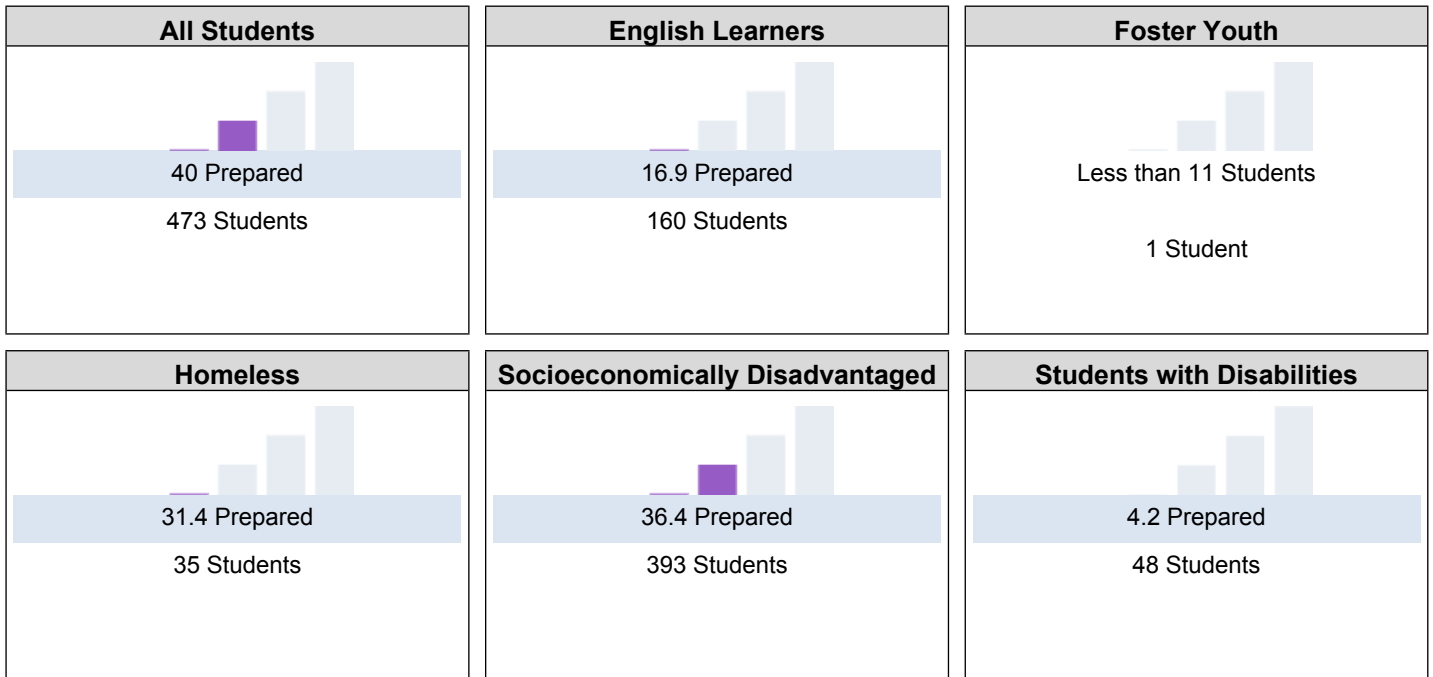 All Students
40 Prepared
473 Students
English Learners
16.9 Prepared
160 Students
Foster Youth
Less than 11 Students
1 Student
Homeless
31.4 Prepared
35 Students
Socioeconomically Disadvantaged
36.4 Prepared
393 Students
Students with Disabilities
4.2 Prepared
48 Students